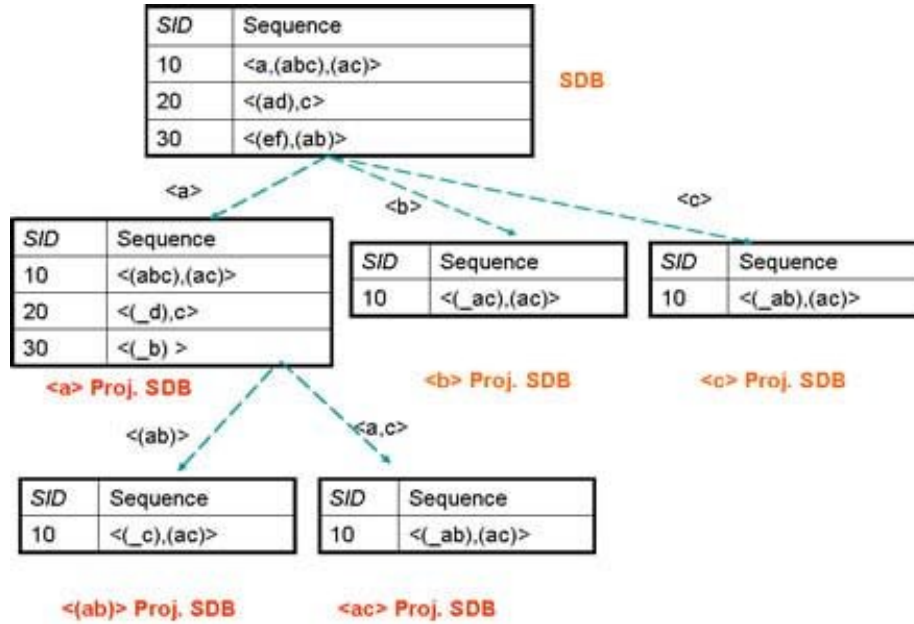 SID Sequence
10 <a,(abc),(ac)>
20 <(ad),c>
30 <(ef),(ab)>
SDB
<a>
<b>
<c>
SID Sequence
10 <(abc),(ac)>
20 <(_d),c>
30 <(_b) >
<a> Proj. SDB
SID Sequence
10 <(_ac),(ac)>
<b> Proj. SDB
SID Sequence
10 <(_ab),(ac)>
<c> Proj. SDB
<(ab)>
<a,c>
SID Sequence
10 <(_c),(ac)>
<(ab)> Proj. SDB
SID Sequence
10 <(_ab),(ac)>
<ac> Proj. SDB